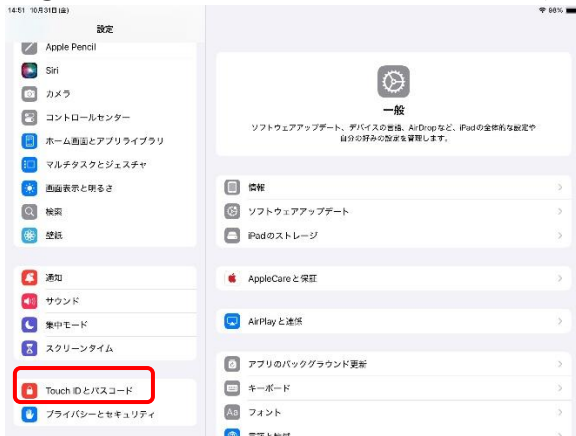 14:51 10月31日(金)
98%
設定
Apple Pencil
Siri
カメラ
コントロールセンター
ホーム画面とアプリライブラリ
マルチタスクとジェスチャ
画面表示と明るさ
検索
壁紙
通知
サウンド
集中モード
スクリーンタイム
Touch IDとパスコード
プライバシーとセキュリティ
一般
ソフトウェアアップデート、デバイスの言語、AirDropなど、iPadの全体的な設定や
自分の好みの設定を管理します。
情報
ソフトウェアアップデート
iPadのストレージ
AppleCareと保証
AirPlayと連係
アプリのバックグラウンド更新
キーボード
Aa フォント